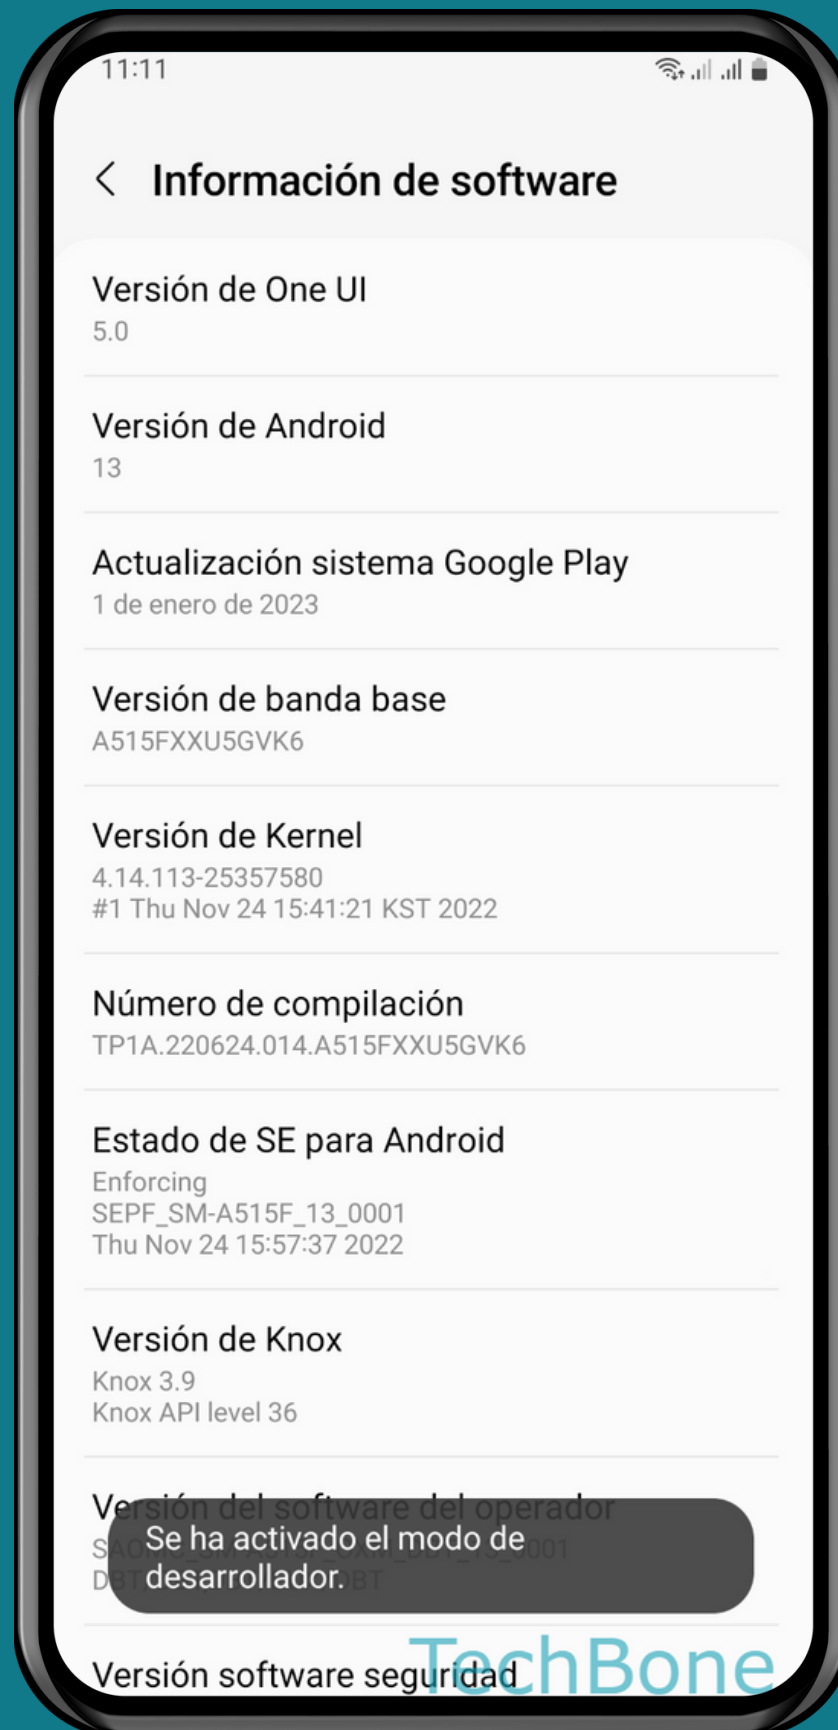 11:11
Información de software
Versión de One UI
5.0
Versión de Android
13
Actualización sistema Google Play
1 de enero de 2023
Versión de banda base
A515FXXU5GVK6
Versión de Kernel
4.14.113-25357580
#1 Thu Nov 24 15:41:21 KST 2022
Número de compilación
TP1A.220624.014.A515FXXU5GVK6
Estado de SE para Android
Enforcing
SEPF_SM-A515F_13_0001
Thu Nov 24 15:57:37 2022
Versión de Knox
Knox 3.9
Knox API level 36
Versión del software del operador
Se ha activado el modo de
desarrollador.
Versión software seguridad
TechBone